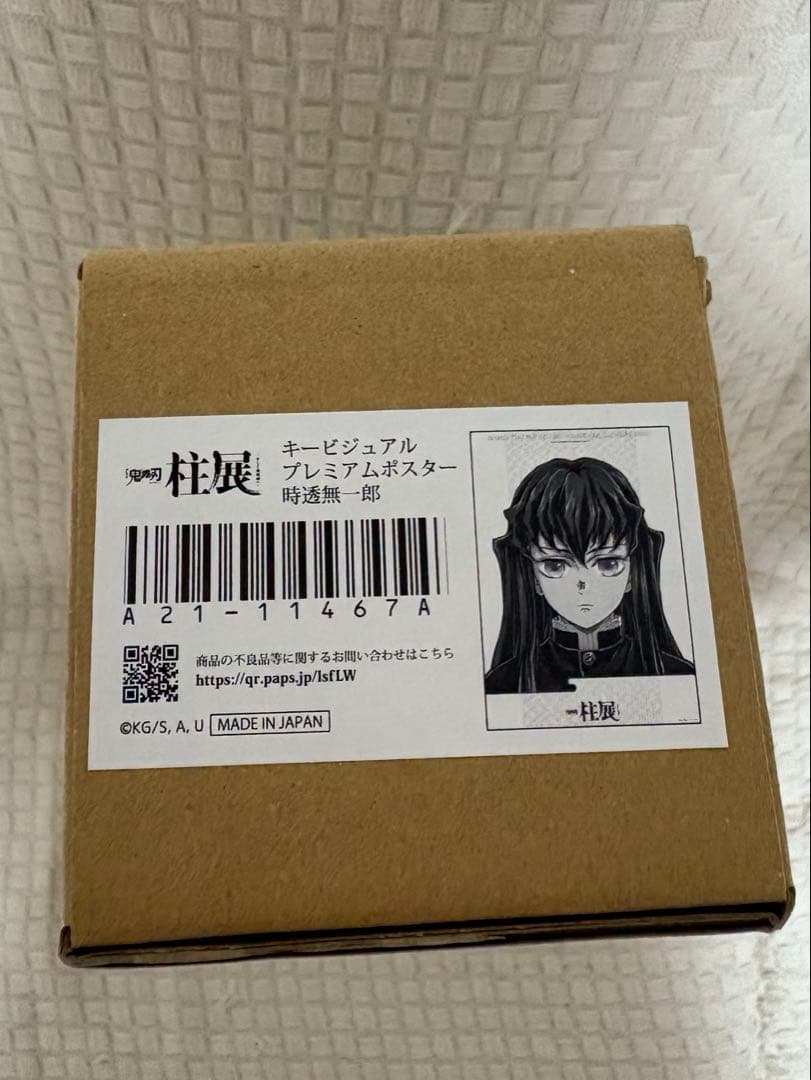 鬼滅の刃 柱展
キービジュアル
プレミアムポスター
時透無一郎
A21-11467A
商品の不良品等に関するお問い合わせはこちら
https://qr.paps.jp/lsfLW
©KG/S, A, U MADE IN JAPAN
柱展